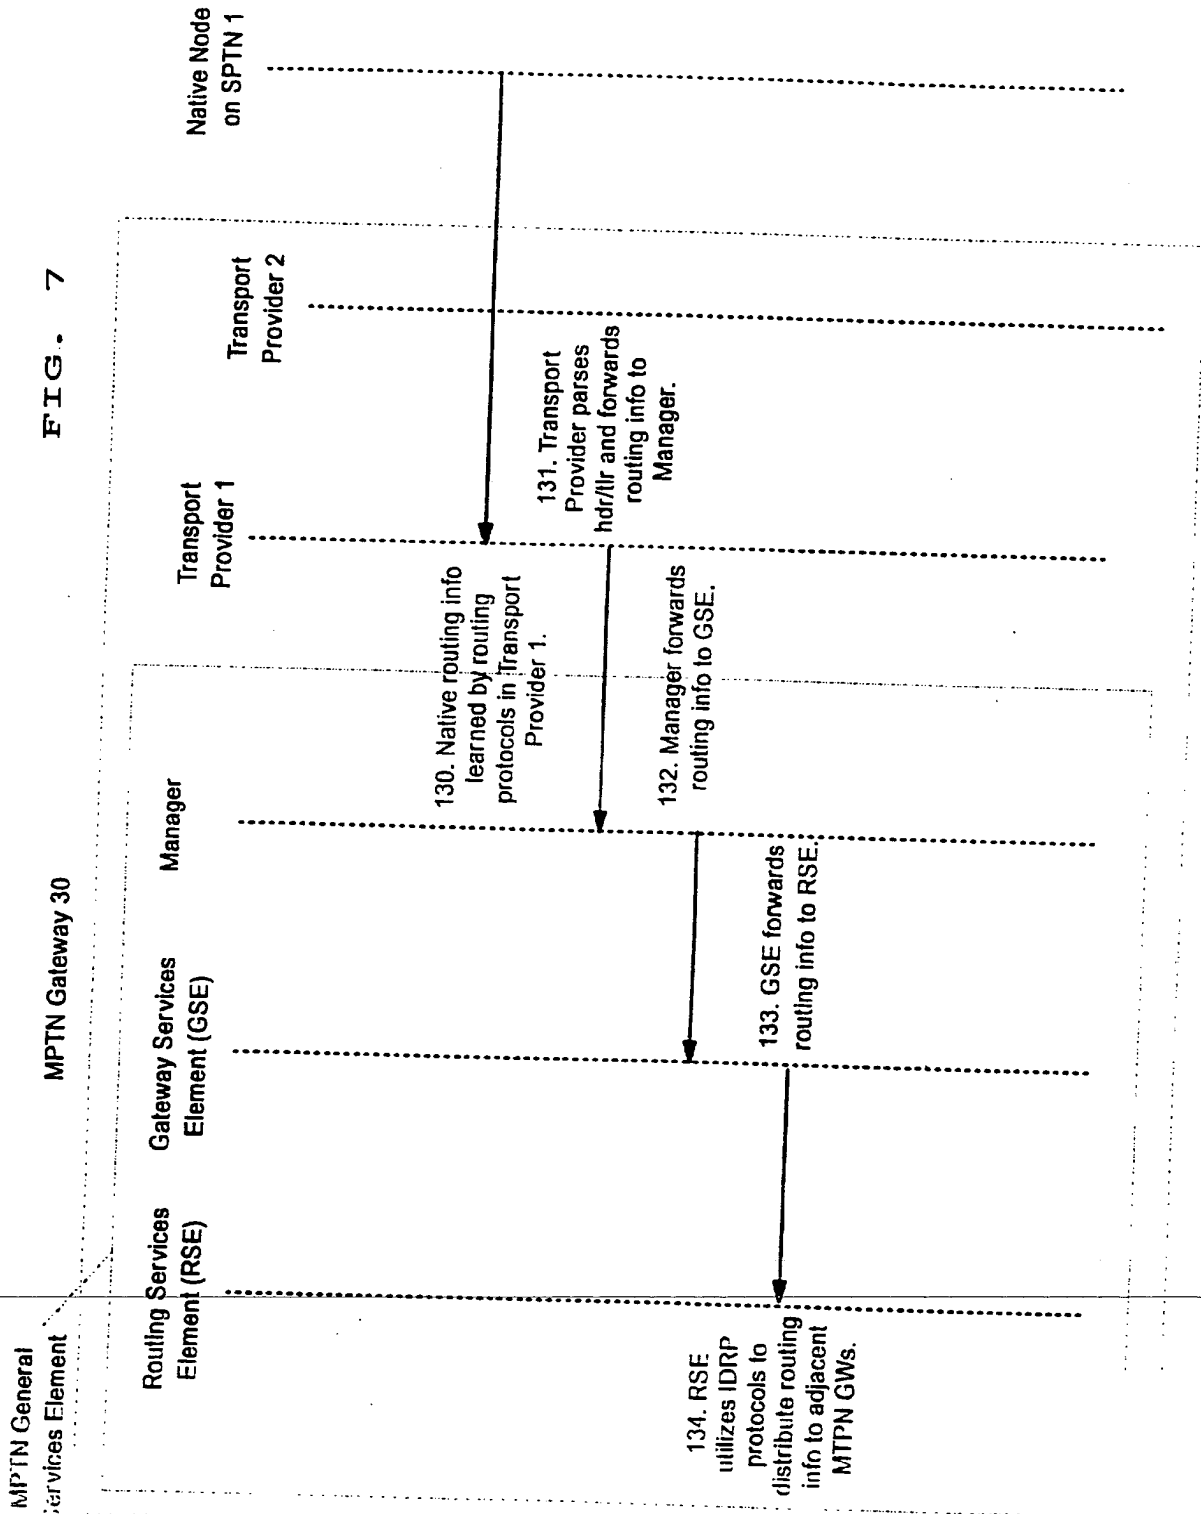 FIG. 7
MPTN Gateway 30
MPTN General
Services Element
Routing Services
Element (RSE)
Gateway Services
Element (GSE)
Manager
Transport
Provider 1
Transport
Provider 2
Native Node
on SPTN 1
130. Native routing info
learned by routing
protocols in Transport
Provider 1.
131. Transport
Provider parses
hdr/tlr and forwards
routing info to
Manager.
132. Manager forwards
routing info to GSE.
133. GSE forwards
routing info to RSE.
134. RSE
utilizes IDRP
protocols to
distribute routing
info to adjacent
MTPN GWs.